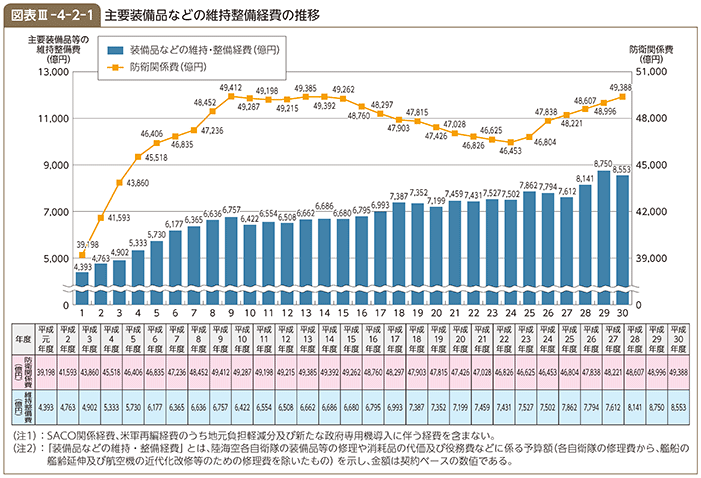 図表Ⅲ-4-2-1 主要装備品などの維持整備経費の推移
主要装備品等の
維持整備費
(億円)
防衛関係費
(億円)
装備品などの維持・整備経費(億円)
防衛関係費(億円)
13,000
11,000
9,000
7,000
5,000
0
51,000
48,000
45,000
42,000
39,000
0
39,198 41,593 43,860 45,518 46,406 46,835 47,236 48,452 49,412 49,287 49,198 49,215 49,385 49,392 49,262 48,760 48,297 47,903 47,815 47,426 47,028 46,826 46,625 46,453 46,804 47,838 48,221 48,607 48,996 49,388
4,393 4,763 4,902 5,333 5,730 6,177 6,365 6,636 6,757 6,422 6,554 6,508 6,662 6,686 6,680 6,795 6,993 7,387 7,352 7,199 7,459 7,431 7,527 7,502 7,862 7,794 7,612 8,141 8,750 8,553
1 2 3 4 5 6 7 8 9 10 11 12 13 14 15 16 17 18 19 20 21 22 23 24 25 26 27 28 29 30
年度 平成元年度 平成2年度 平成3年度 平成4年度 平成5年度 平成6年度 平成7年度 平成8年度 平成9年度 平成10年度 平成11年度 平成12年度 平成13年度 平成14年度 平成15年度 平成16年度 平成17年度 平成18年度 平成19年度 平成20年度 平成21年度 平成22年度 平成23年度 平成24年度 平成25年度 平成26年度 平成27年度 平成28年度 平成29年度 平成30年度
防衛関係費(億円) 39,198 41,593 43,860 45,518 46,406 46,835 47,236 48,452 49,412 49,287 49,198 49,215 49,385 49,392 49,262 48,760 48,297 47,903 47,815 47,426 47,028 46,826 46,625 46,453 46,804 47,838 48,221 48,607 48,996 49,388
維持整備費(億円) 4,393 4,763 4,902 5,333 5,730 6,177 6,365 6,636 6,757 6,422 6,554 6,508 6,662 6,686 6,680 6,795 6,993 7,387 7,352 7,199 7,459 7,431 7,527 7,502 7,862 7,794 7,612 8,141 8,750 8,553
(注1):SACO関係経費、米軍再編経費のうち地元負担軽減分及び新たな政府専用機導入に伴う経費を含まない。
(注2):「装備品などの維持・整備経費」とは、陸海空各自衛隊の装備品等の修理や消耗品の代価及び役務費などに係る予算額(各自衛隊の修理費から、艦船の
艦齢延伸及び航空機の近代化改修等のための修理費を除いたもの)を示し、金額は契約ベースの数値である。